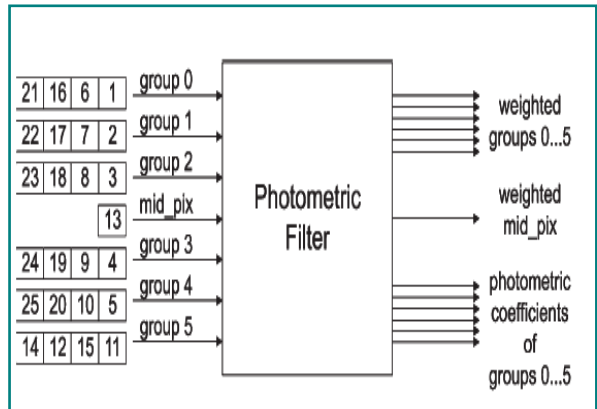 21 16 6 1 group 0
22 17 7 2 group 1
23 18 8 3 group 2
13 mid_pix
24 19 9 4 group 3
25 20 10 5 group 4
14 12 15 11 group 5
Photometric
Filter
weighted
groups 0...5
weighted
mid_pix
photometric
coefficients
of
groups 0...5